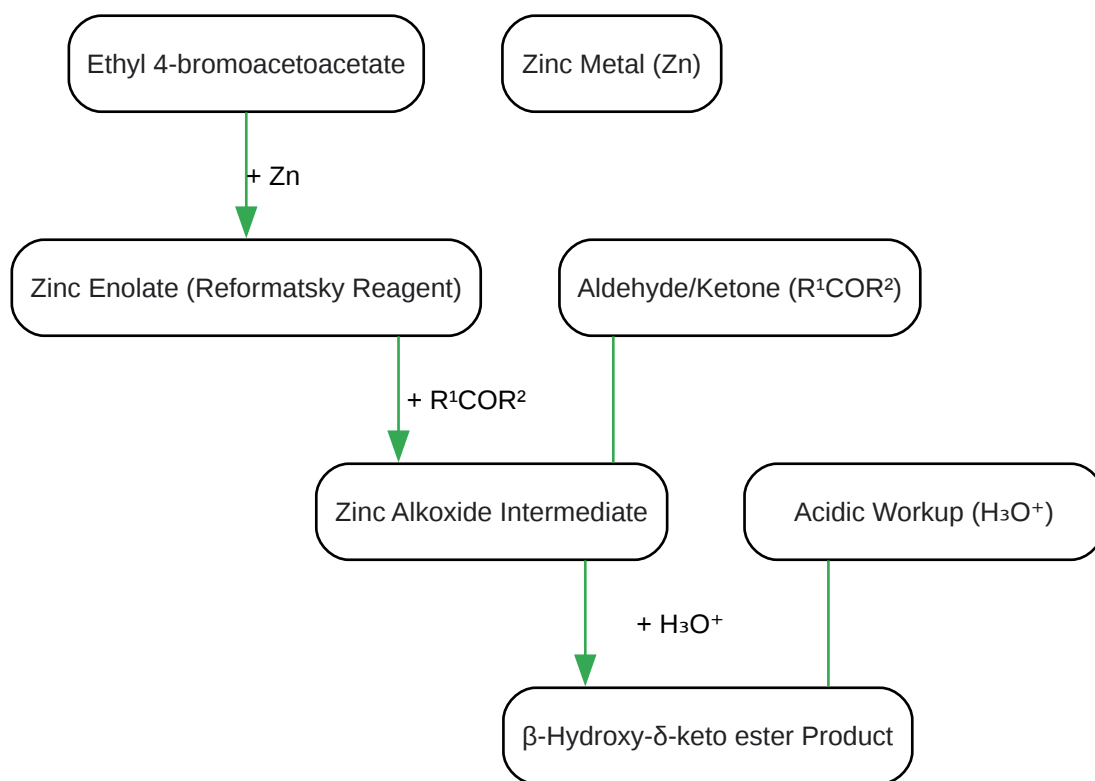 Ethyl 4-bromoacetoacetate
Zinc Metal (Zn)
+ Zn
Zinc Enolate (Reformatsky Reagent)
Aldehyde/Ketone (R¹COR²)
+ R¹COR²
Zinc Alkoxide Intermediate
Acidic Workup (H₃O⁺)
+ H₃O⁺
β-Hydroxy-δ-keto ester Product